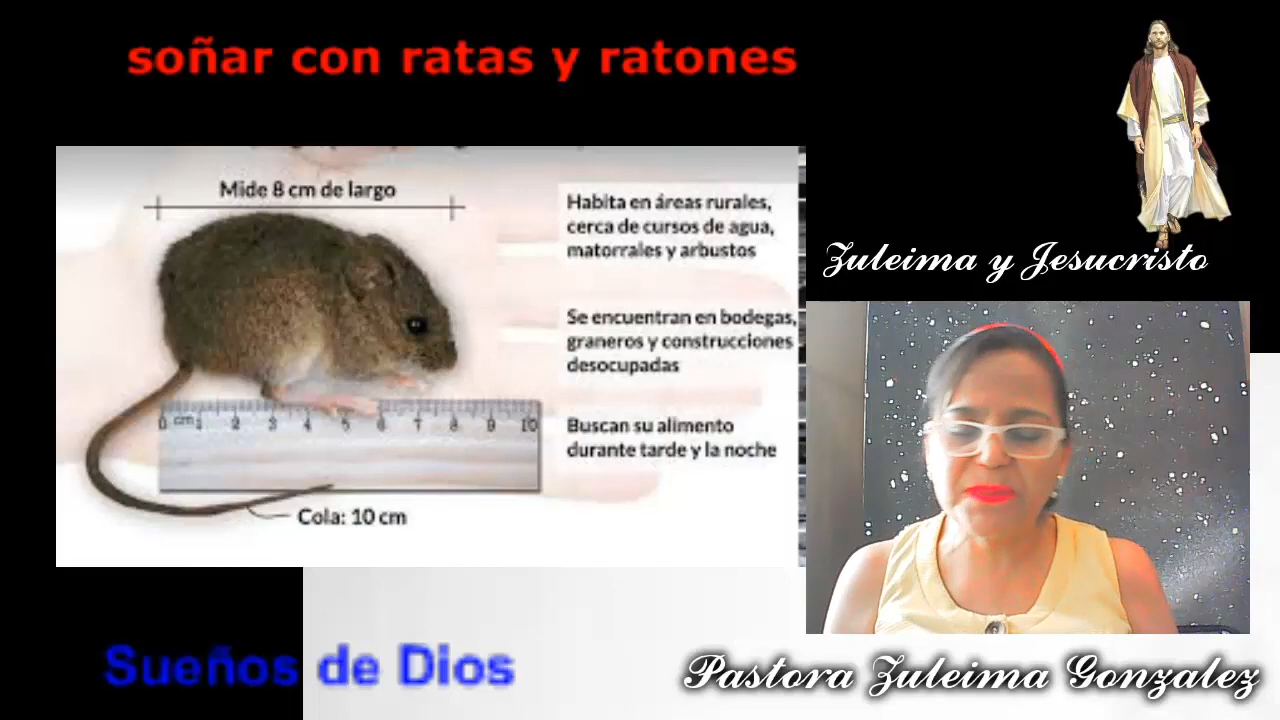 soñar con ratas y ratones
Mide 8 cm de largo
Habita en áreas rurales,
cerca de cursos de agua,
matorrales y arbustos
Se encuentran en bodegas,
graneros y construcciones
desocupadas
0 cm 1 2 3 4 5 6 7 8 9 10
Buscan su alimento
durante tarde y la noche
Cola: 10 cm
Zuleima y Jesucristo
Sueños de Dios
Pastora Zuleima Gonzalez